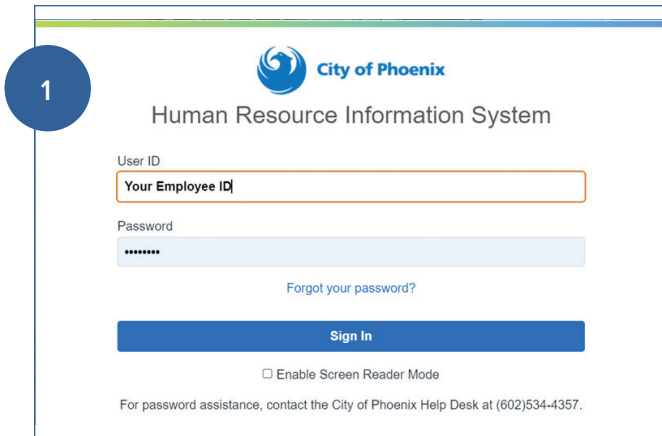 1
City of Phoenix
Human Resource Information System
User ID
Your Employee ID
Password
••••••••
Forgot your password?
Sign In
Enable Screen Reader Mode
For password assistance, contact the City of Phoenix Help Desk at (602)534-4357.